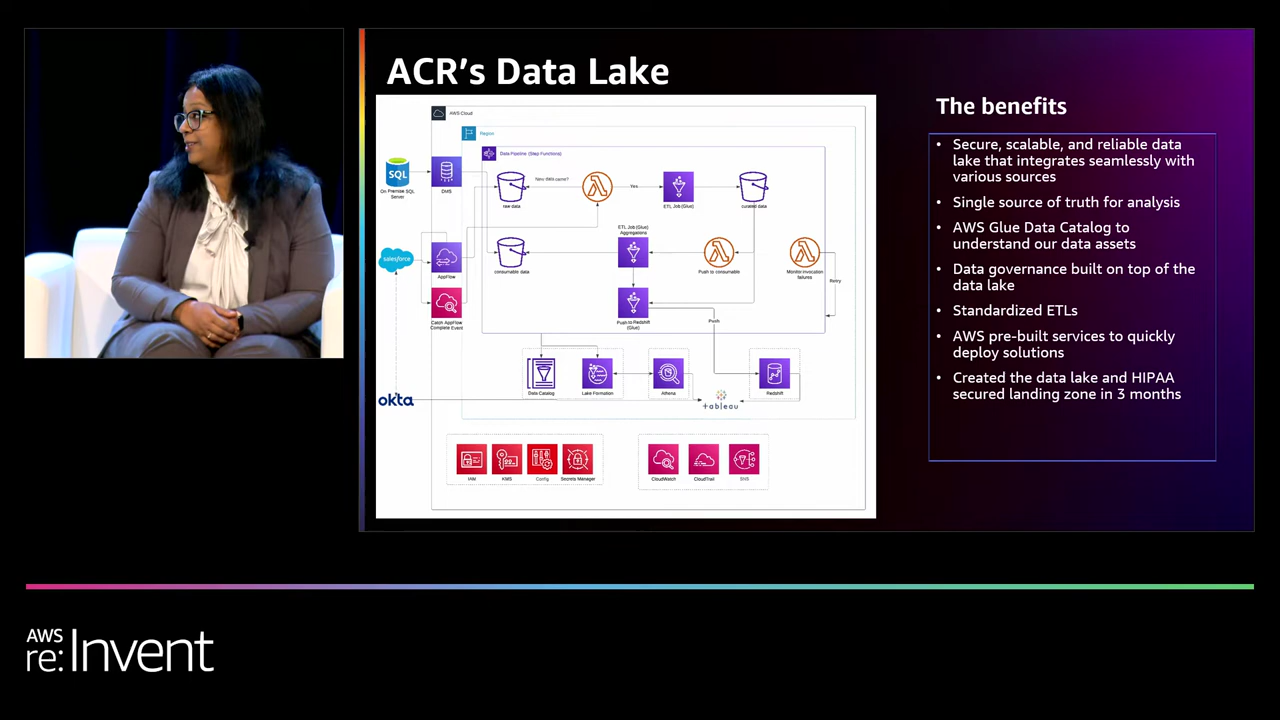 ACR's Data Lake
AWS Cloud
Region
Data Pipeline (Step Functions)
SQL
On Premise SQL
Server
DMS
raw data
New data came?
Yes
ETL Job (Glue)
curated data
salesforce
AppFlow
consumable data
ETL Job (Glue)
Aggregations
Push to consumable
Monitor invocation
failures
Retry
Catch AppFlow
Complete Event
Push to Redshift
(Glue)
Push
Data Catalog
Lake Formation
Athena
tableau
Redshift
okta
IAM
KMS
Config
Secrets Manager
CloudWatch
CloudTrail
SNS
The benefits
• Secure, scalable, and reliable data
lake that integrates seamlessly with
various sources
• Single source of truth for analysis
• AWS Glue Data Catalog to
understand our data assets
• Data governance built on top of the
data lake
• Standardized ETLs
• AWS pre-built services to quickly
deploy solutions
• Created the data lake and HIPAA
secured landing zone in 3 months
AWS
re:Invent